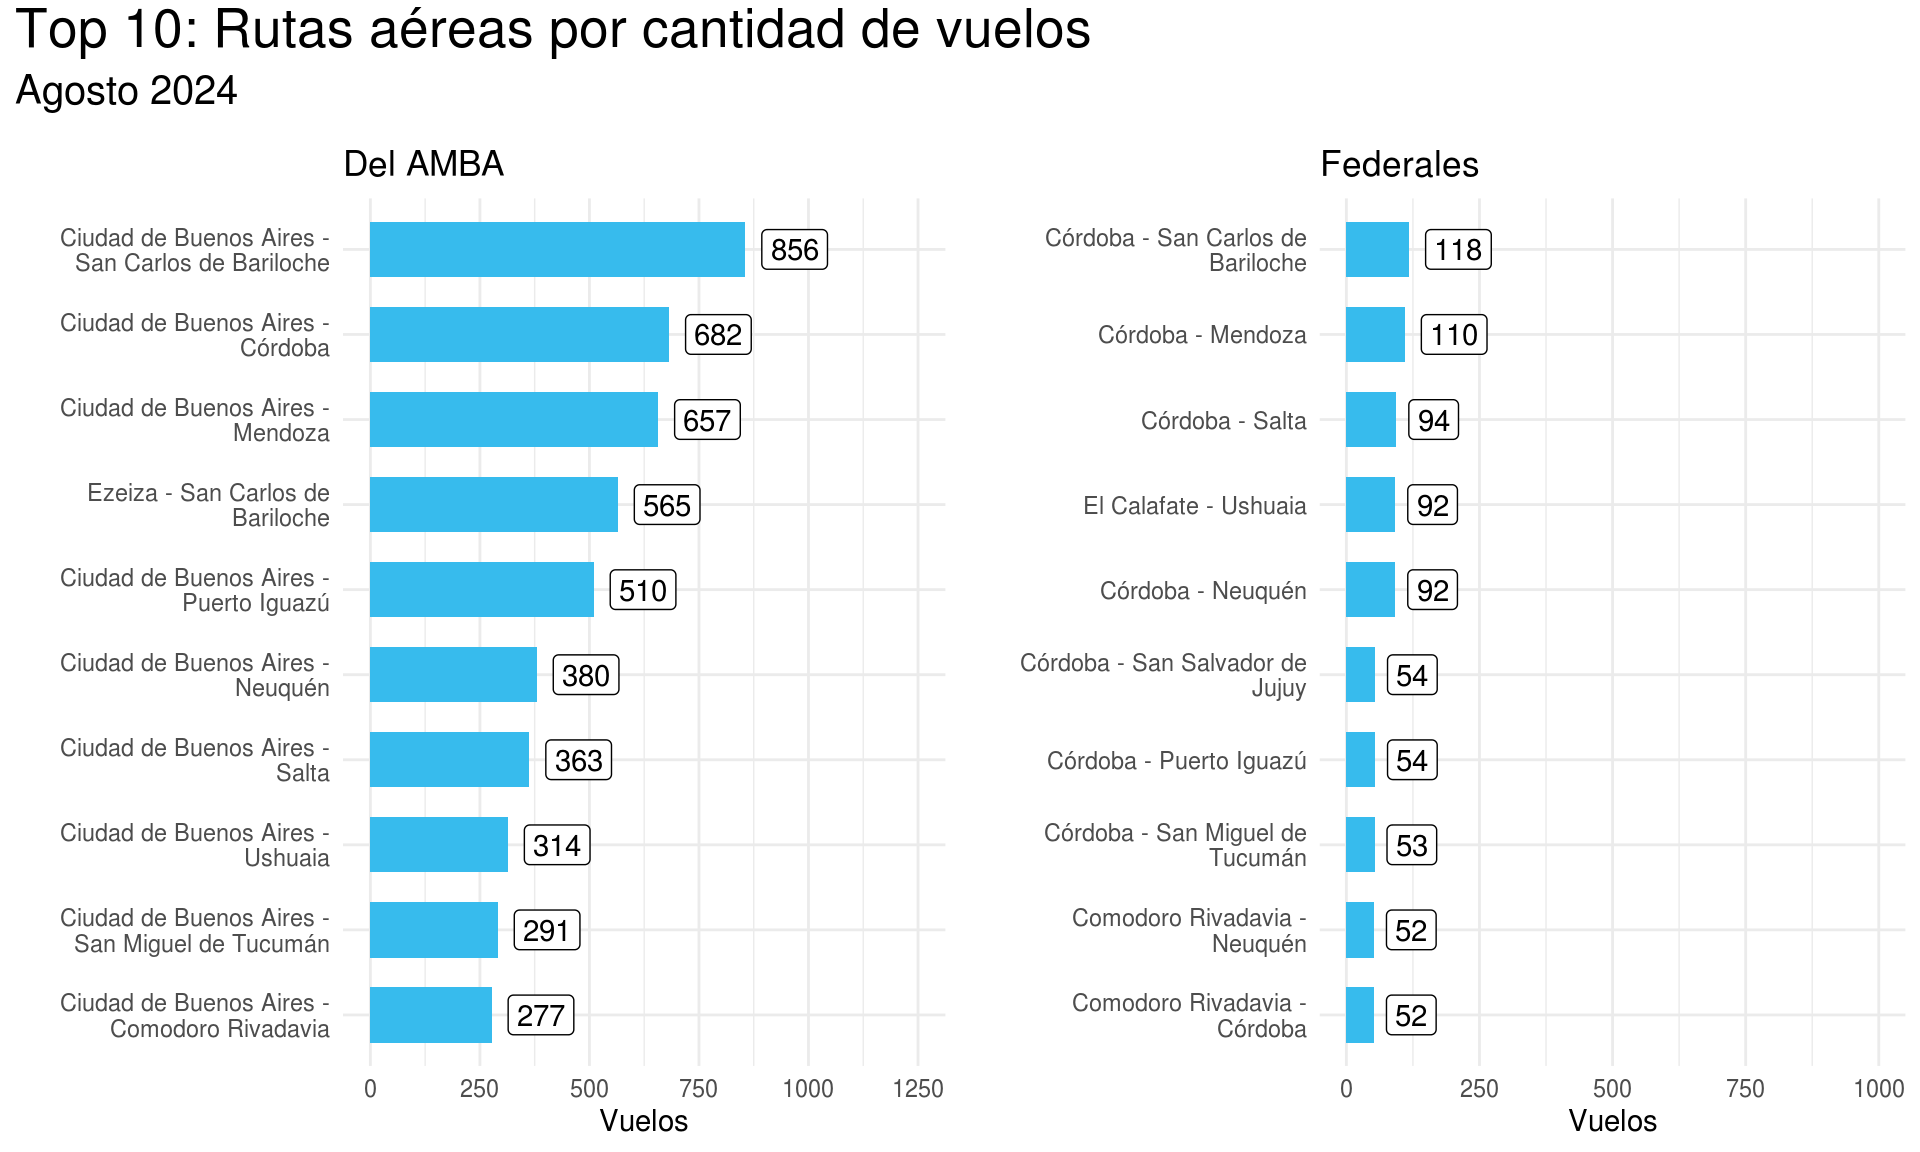 Top 10: Rutas aéreas por cantidad de vuelos
Agosto 2024
Del AMBA
Ciudad de Buenos Aires -
San Carlos de Bariloche
856
Ciudad de Buenos Aires -
Córdoba
682
Ciudad de Buenos Aires -
Mendoza
657
Ezeiza - San Carlos de
Bariloche
565
Ciudad de Buenos Aires -
Puerto Iguazú
510
Ciudad de Buenos Aires -
Neuquén
380
Ciudad de Buenos Aires -
Salta
363
Ciudad de Buenos Aires -
Ushuaia
314
Ciudad de Buenos Aires -
San Miguel de Tucumán
291
Ciudad de Buenos Aires -
Comodoro Rivadavia
277
0 250 500 750 1000 1250
Vuelos
Federales
Córdoba - San Carlos de
Bariloche
118
Córdoba - Mendoza
110
Córdoba - Salta
94
El Calafate - Ushuaia
92
Córdoba - Neuquén
92
Córdoba - San Salvador de
Jujuy
54
Córdoba - Puerto Iguazú
54
Córdoba - San Miguel de
Tucumán
53
Comodoro Rivadavia -
Neuquén
52
Comodoro Rivadavia -
Córdoba
52
0 250 500 750 1000
Vuelos